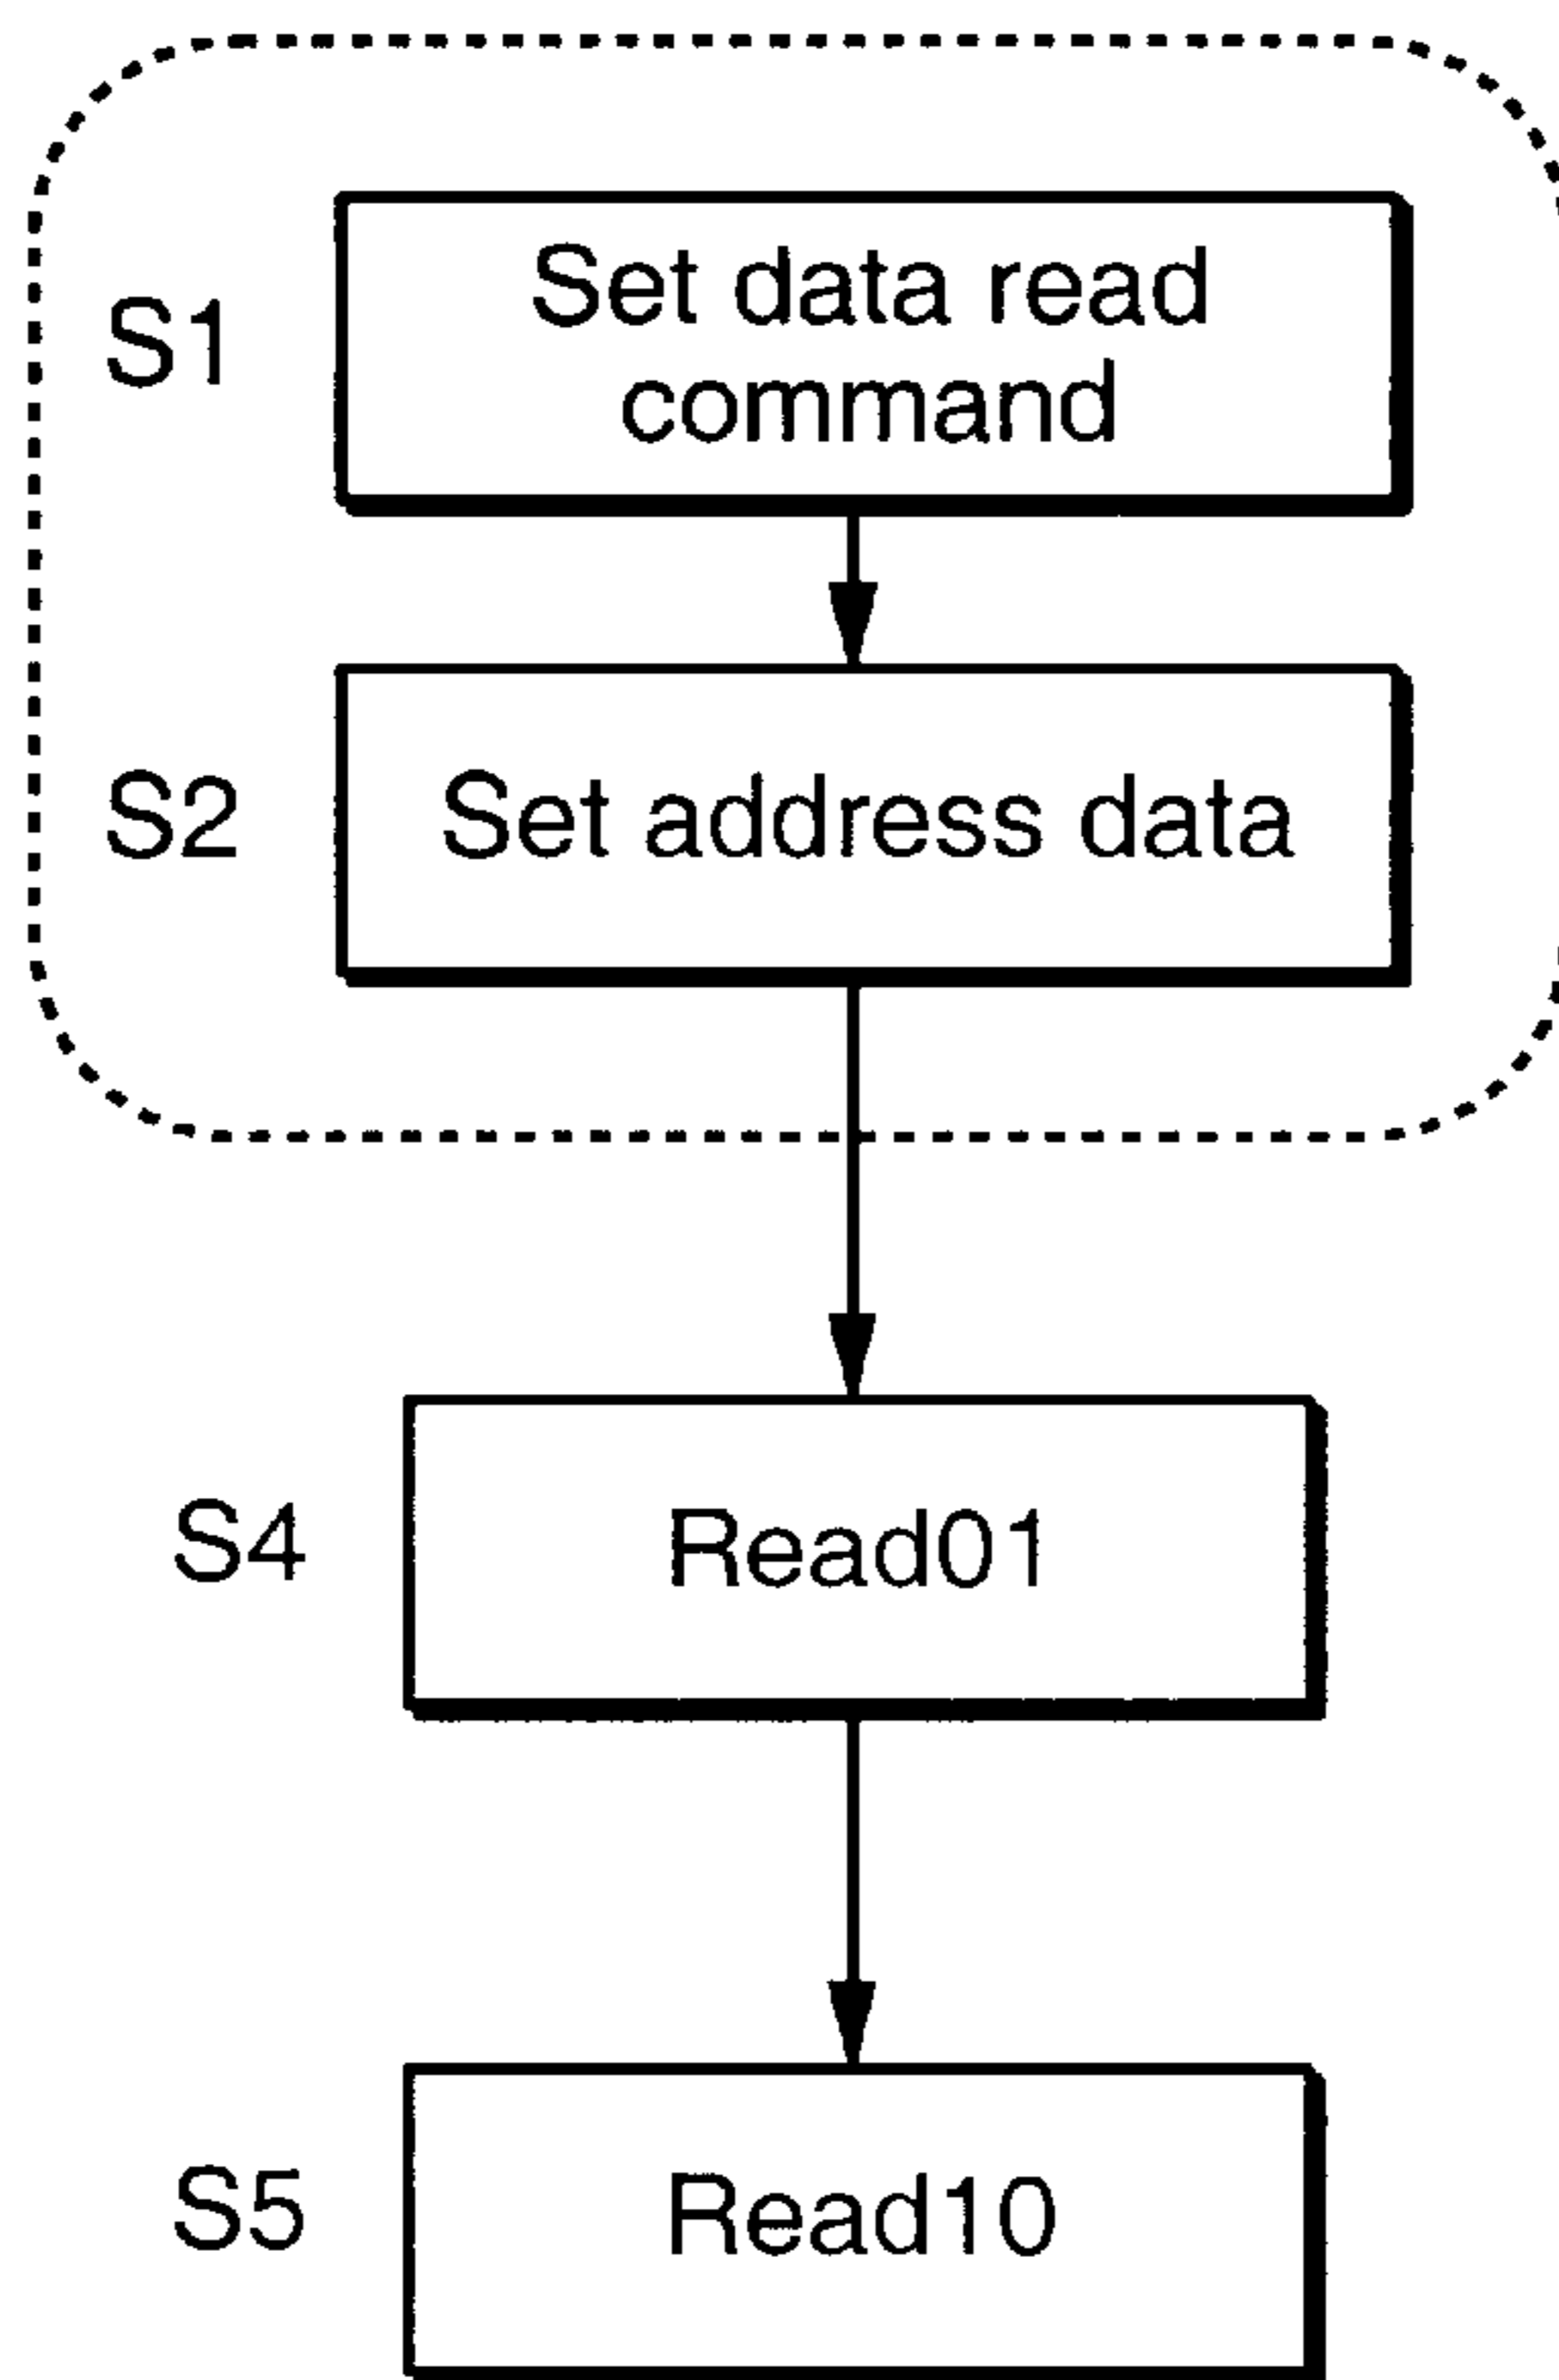 S1
Set data read
command
S2
Set address data
S4
Read01
S5
Read10